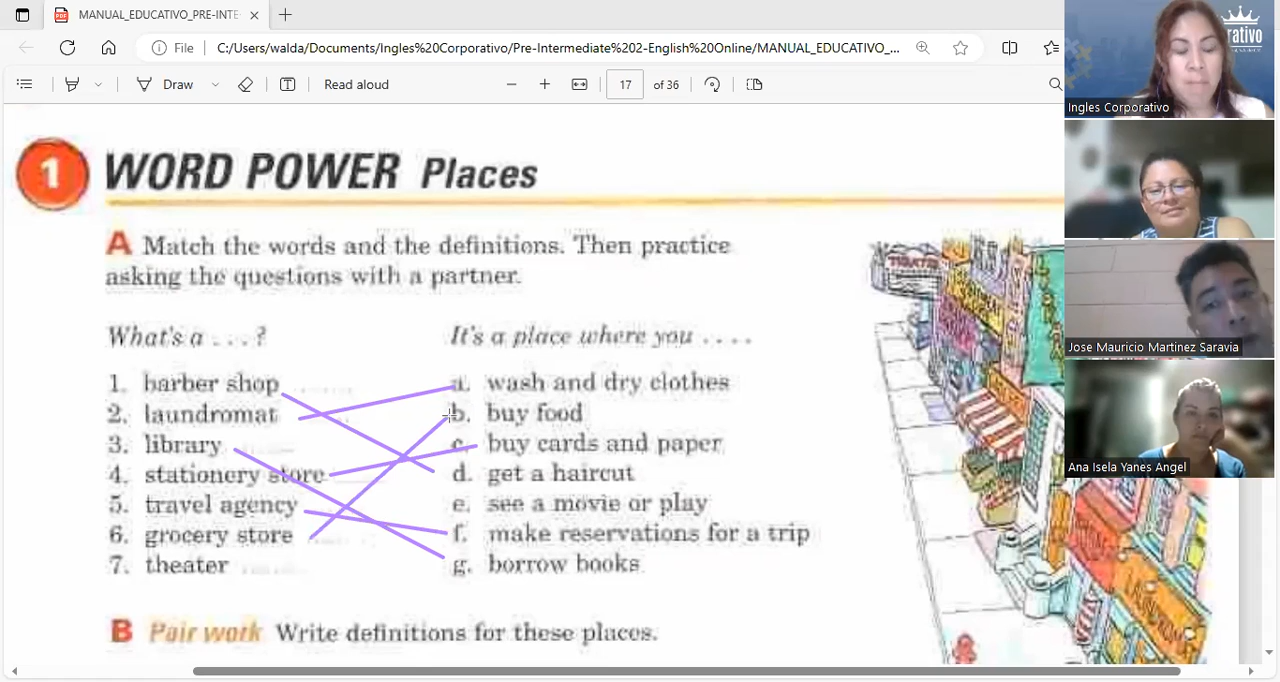 MANUAL_EDUCATIVO_PRE-INTE
File
C:/Users/walda/Documents/Ingles%20Corporativo/Pre-Intermediate%202-English%20Online/MANUAL_EDUCATIVO_...
Draw
Read aloud
17 of 36
rativo
Ingles Corporativo
Jose Mauricio Martinez Saravia
Ana Isela Yanes Angel
1 WORD POWER Places
A Match the words and the definitions. Then practice
asking the questions with a partner.
What's a . . . ?
It's a place where you . . . .
1. barber shop
2. laundromat
3. library
4. stationery store
5. travel agency
6. grocery store
7. theater
a. wash and dry clothes
b. buy food
c. buy cards and paper
d. get a haircut
e. see a movie or play
f. make reservations for a trip
g. borrow books
B Pair work Write definitions for these places.
THEATER